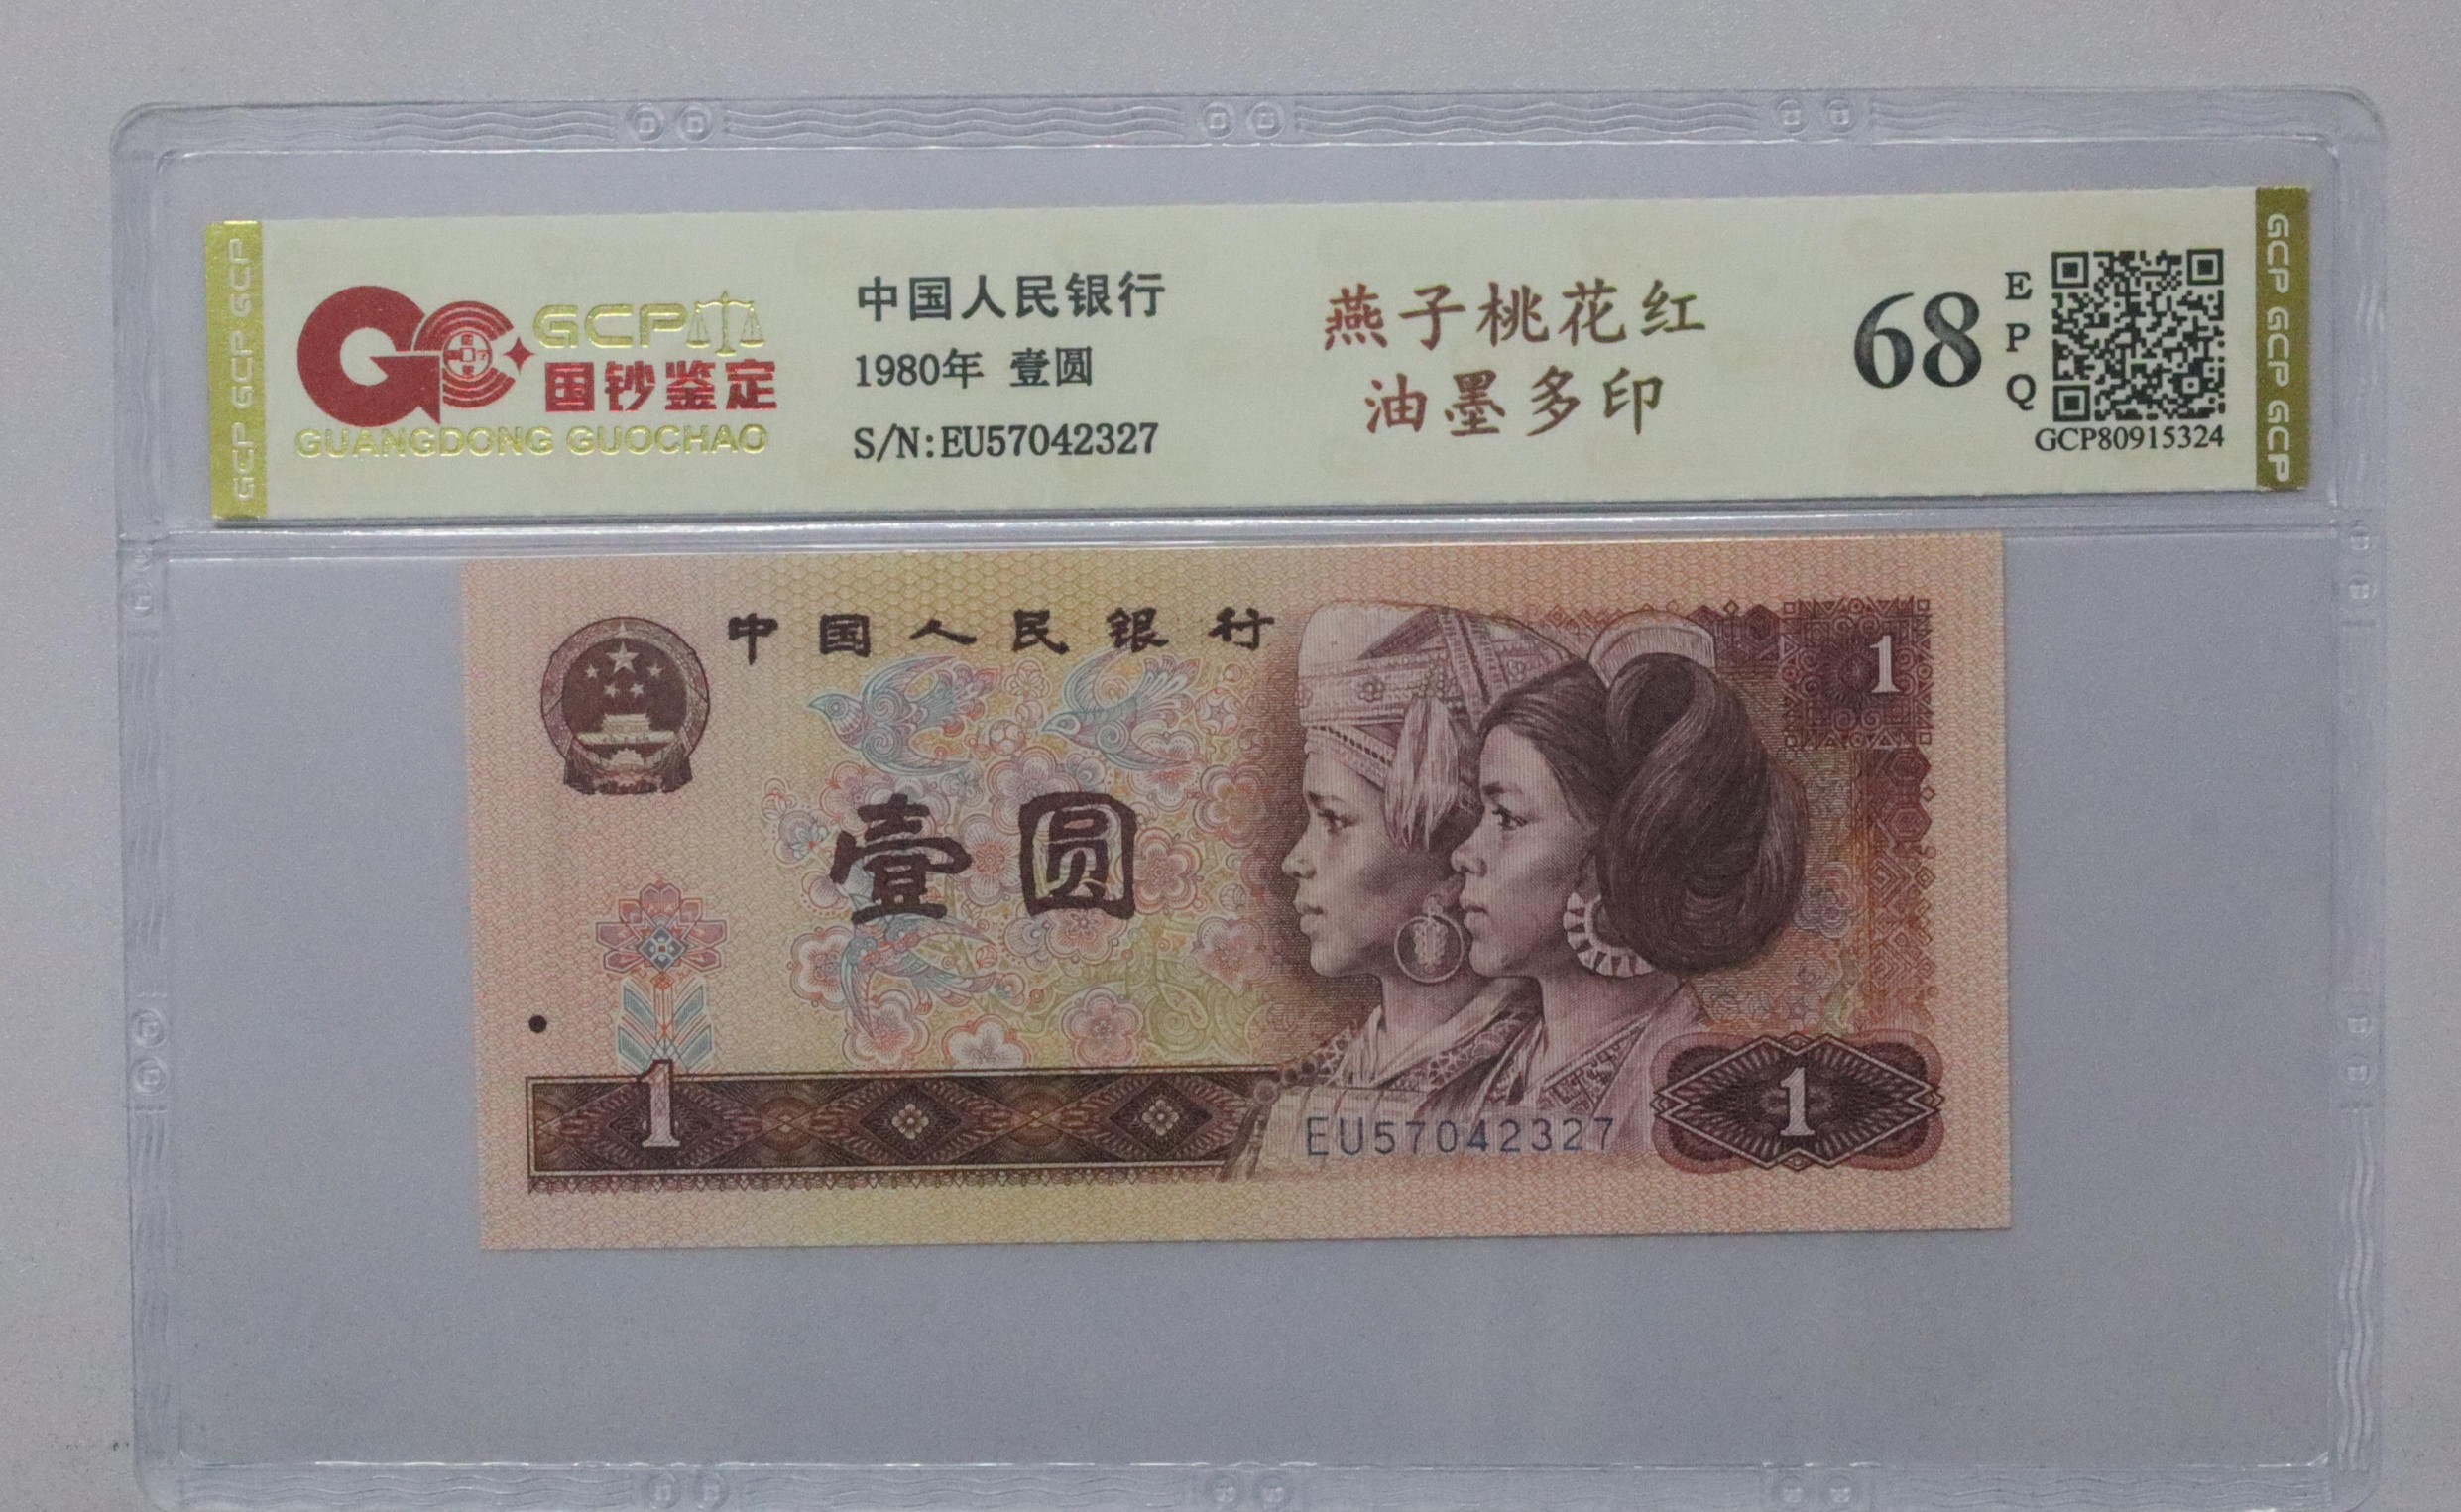 GCP
国钞鉴定
GUANGDONG GUOCHAO
中国人民银行
1980年 壹圆
S/N:EU57042327
燕子桃花红
油墨多印
68
E
P
Q
GCP80915324
GCP GCP GCP
GCP GCP GCP
中国人民银行
1
壹圆
1
EU57042327
1